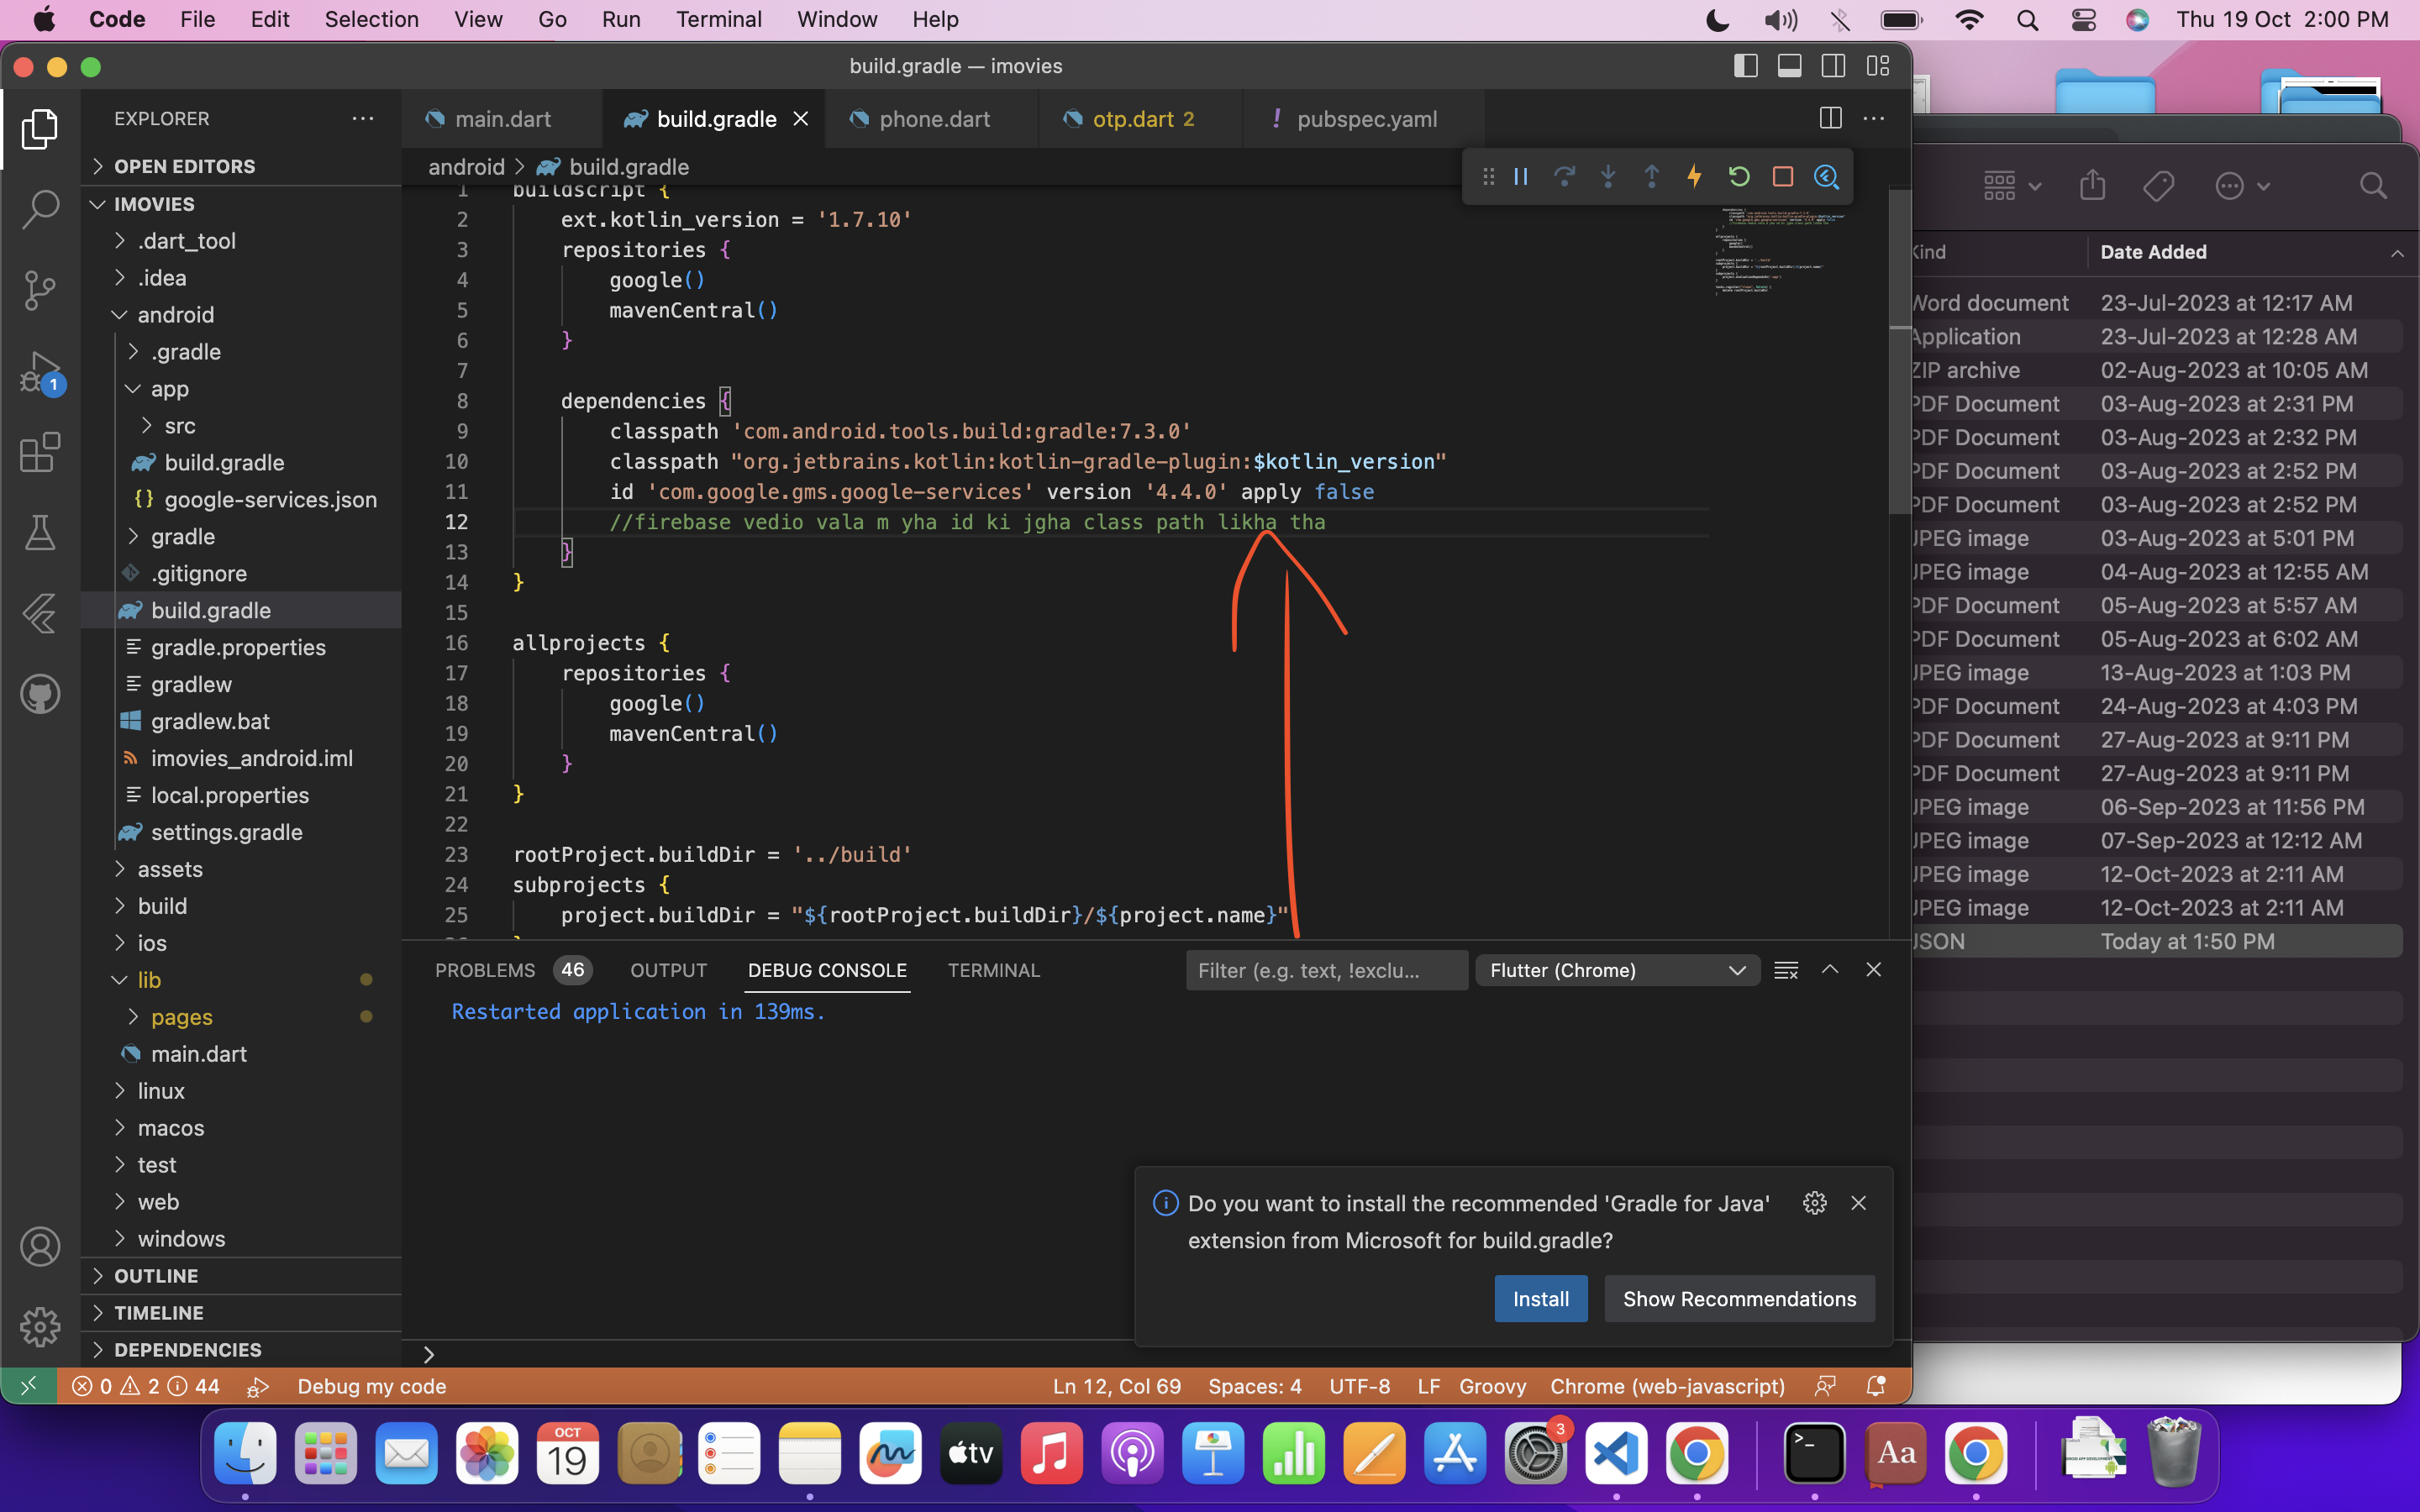 Code File Edit Selection View Go Run Terminal Window Help Thu 19 Oct 2:00 PM
build.gradle — imovies
EXPLORER
OPEN EDITORS
IMOVIES
.dart_tool
.idea
android
.gradle
app
src
build.gradle
google-services.json
gradle
.gitignore
build.gradle
gradle.properties
gradlew
gradlew.bat
imovies_android.iml
local.properties
settings.gradle
assets
build
ios
lib
pages
main.dart
linux
macos
test
web
windows
OUTLINE
TIMELINE
DEPENDENCIES
1
main.dart build.gradle phone.dart otp.dart 2 ! pubspec.yaml
android > build.gradle
1 buildscript {
2 ext.kotlin_version = '1.7.10'
3 repositories {
4 google()
5 mavenCentral()
6 }
7
8 dependencies {
9 classpath 'com.android.tools.build:gradle:7.3.0'
10 classpath "org.jetbrains.kotlin:kotlin-gradle-plugin:$kotlin_version"
11 id 'com.google.gms.google-services' version '4.4.0' apply false
12 //firebase vedio vala m yha id ki jgha class path likha tha
13 }
14 }
15
16 allprojects {
17 repositories {
18 google()
19 mavenCentral()
20 }
21 }
22
23 rootProject.buildDir = '../build'
24 subprojects {
25 project.buildDir = "${rootProject.buildDir}/${project.name}"
PROBLEMS 46 OUTPUT DEBUG CONSOLE TERMINAL Filter (e.g. text, !exclu... Flutter (Chrome)
Restarted application in 139ms.
Do you want to install the recommended 'Gradle for Java'
extension from Microsoft for build.gradle?
Install Show Recommendations
0 2 44 Debug my code Ln 12, Col 69 Spaces: 4 UTF-8 LF Groovy Chrome (web-javascript)
Kind Date Added
Word document 23-Jul-2023 at 12:17 AM
Application 23-Jul-2023 at 12:28 AM
ZIP archive 02-Aug-2023 at 10:05 AM
PDF Document 03-Aug-2023 at 2:31 PM
PDF Document 03-Aug-2023 at 2:32 PM
PDF Document 03-Aug-2023 at 2:52 PM
PDF Document 03-Aug-2023 at 2:52 PM
JPEG image 03-Aug-2023 at 5:01 PM
JPEG image 04-Aug-2023 at 12:55 AM
PDF Document 05-Aug-2023 at 5:57 AM
PDF Document 05-Aug-2023 at 6:02 AM
JPEG image 13-Aug-2023 at 1:03 PM
PDF Document 24-Aug-2023 at 4:03 PM
PDF Document 27-Aug-2023 at 9:11 PM
PDF Document 27-Aug-2023 at 9:11 PM
JPEG image 06-Sep-2023 at 11:56 PM
JPEG image 07-Sep-2023 at 12:12 AM
JPEG image 12-Oct-2023 at 2:11 AM
JPEG image 12-Oct-2023 at 2:11 AM
JSON Today at 1:50 PM
OCT
19
tv
3
Aa